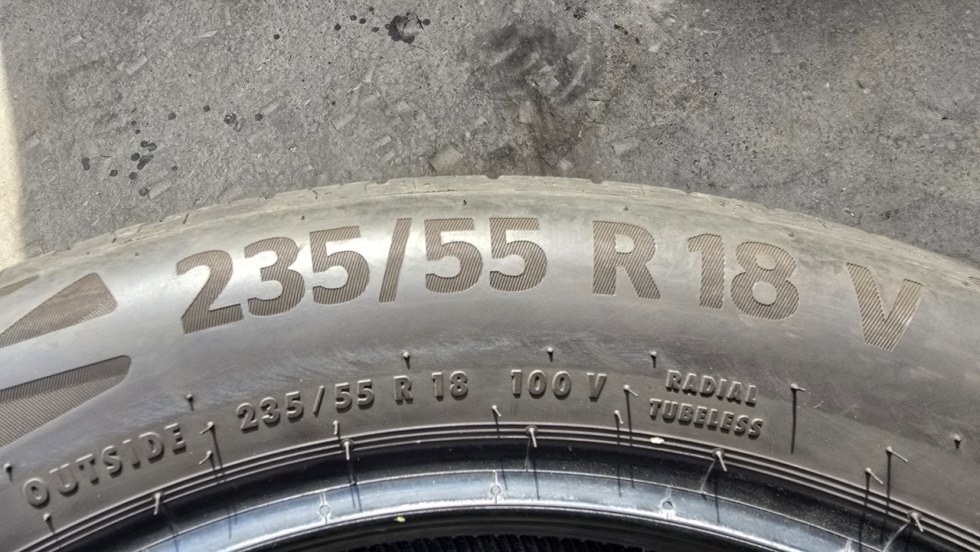 235/55 R 18 V
OUTSIDE 235/55 R 18 100 V
RADIAL
TUBELESS